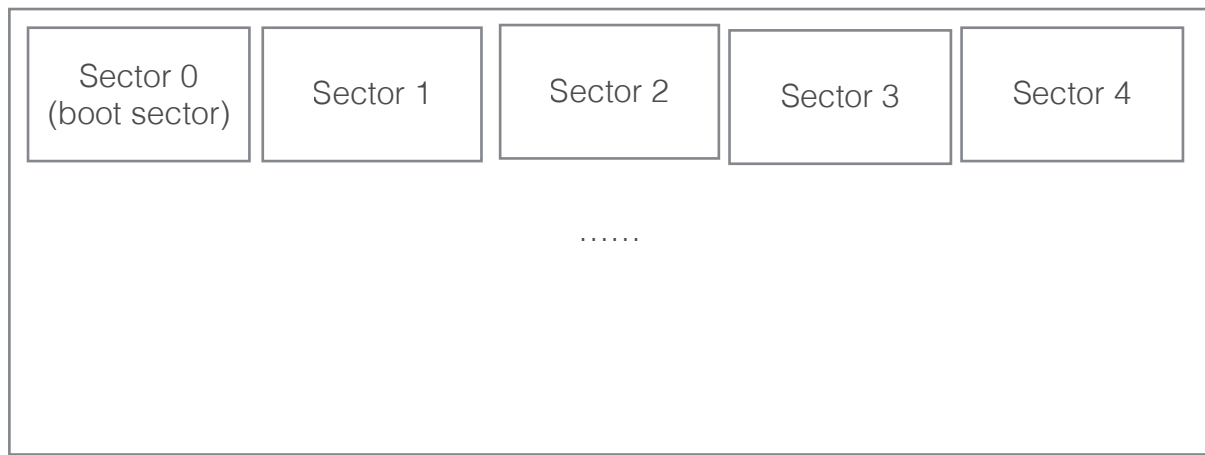 Sector 0
(boot sector)
Sector 1
Sector 2
Sector 3
Sector 4
......